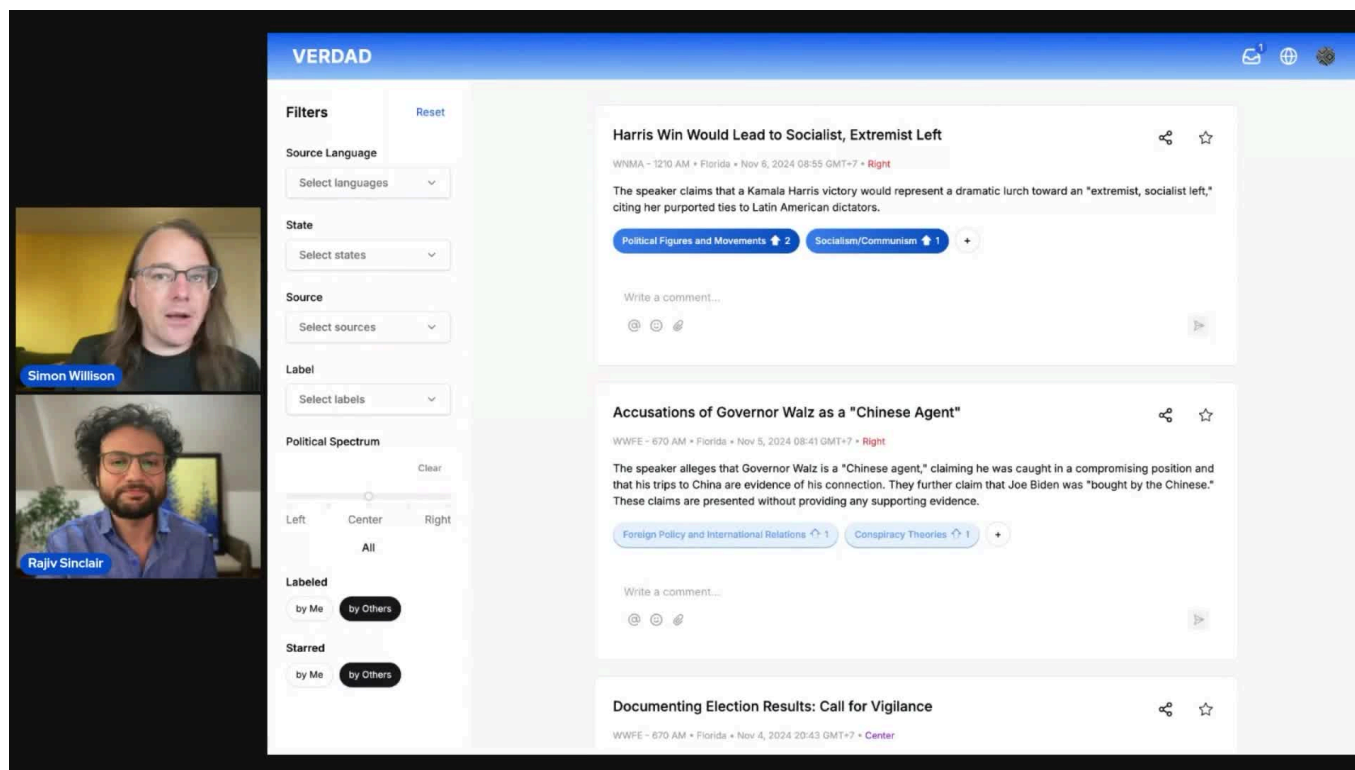 VERDAD
1
Filters
Reset
Source Language
Select languages
State
Select states
Source
Select sources
Label
Select labels
Political Spectrum
Clear
Left Center Right
All
Labeled
by Me by Others
Starred
by Me by Others
Harris Win Would Lead to Socialist, Extremist Left
WNMA - 1210 AM • Florida • Nov 6, 2024 08:55 GMT+7 • Right
The speaker claims that a Kamala Harris victory would represent a dramatic lurch toward an "extremist, socialist left,"
citing her purported ties to Latin American dictators.
Political Figures and Movements 2 Socialism/Communism 1 +
Write a comment...
@
Accusations of Governor Walz as a "Chinese Agent"
WWFE - 670 AM • Florida • Nov 5, 2024 08:41 GMT+7 • Right
The speaker alleges that Governor Walz is a "Chinese agent," claiming he was caught in a compromising position and
that his trips to China are evidence of his connection. They further claim that Joe Biden was "bought by the Chinese."
These claims are presented without providing any supporting evidence.
Foreign Policy and International Relations 1 Conspiracy Theories 1 +
Write a comment...
@
Documenting Election Results: Call for Vigilance
WWFE - 670 AM • Florida • Nov 4, 2024 20:43 GMT+7 • Center
Simon Willison
Rajiv Sinclair